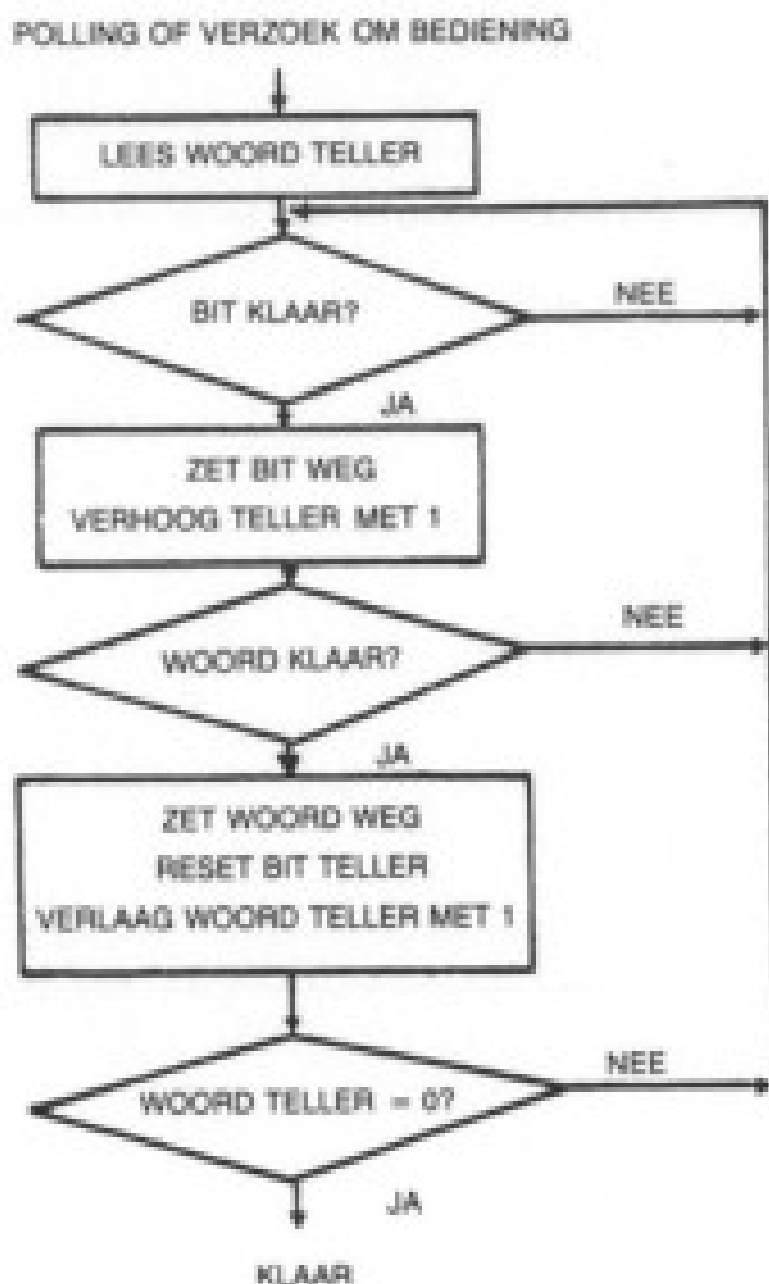 POLLING OF VERZOEK OM BEDIENING
LEES WOORD TELLER
BIT KLAAR?
NEE
JA
ZET BIT WEG
VERHOOG TELLER MET 1
WOORD KLAAR?
NEE
JA
ZET WOORD WEG
RESET BIT TELLER
VERLAAG WOORD TELLER MET 1
WOORD TELLER = 0?
NEE
JA
KLAAR